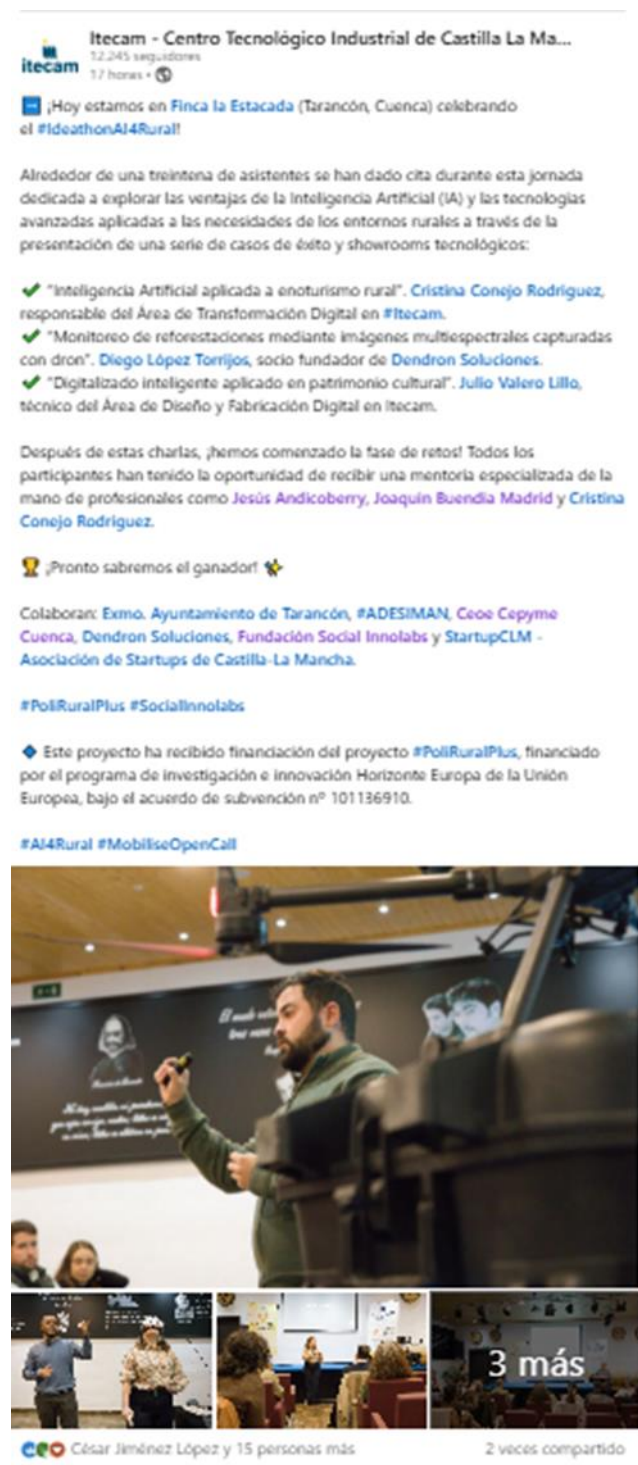 itecam
Itecam - Centro Tecnológico Industrial de Castilla La Ma...
12.245 seguidores
17 horas •
¡Hoy estamos en Finca la Estacada (Tarancón, Cuenca) celebrando
el #IdeathonAI4Rural!
Alrededor de una treintena de asistentes se han dado cita durante esta jornada
dedicada a explorar las ventajas de la Inteligencia Artificial (IA) y las tecnologías
avanzadas aplicadas a las necesidades de los entornos rurales a través de la
presentación de una serie de casos de éxito y showrooms tecnológicos:
✔ "Inteligencia Artificial aplicada a enoturismo rural". Cristina Conejo Rodriguez,
responsable del Área de Transformación Digital en #Itecam.
✔ "Monitoreo de reforestaciones mediante imágenes multiespectrales capturadas
con dron". Diego López Torrijos, socio fundador de Dendron Soluciones.
✔ "Digitalizado inteligente aplicado en patrimonio cultural". Julio Valero Lillo,
técnico del Área de Diseño y Fabricación Digital en Itecam.
Después de estas charlas, ¡hemos comenzado la fase de retos! Todos los
participantes han tenido la oportunidad de recibir una mentoría especializada de la
mano de profesionales como Jesús Andicoberry, Joaquin Buendia Madrid y Cristina
Conejo Rodriguez.
🏆 ¡Pronto sabremos el ganador!
Colaboran: Exmo. Ayuntamiento de Tarancón, #ADESIMAN, Ceoe Cepyme
Cuenca, Dendron Soluciones, Fundación Social Innolabs y StartupCLM -
Asociación de Startups de Castilla-La Mancha.
#PoliRuralPlus #SocialInnolabs
🔹 Este proyecto ha recibido financiación del proyecto #PoliRuralPlus, financiado
por el programa de investigación e innovación Horizonte Europa de la Unión
Europea, bajo el acuerdo de subvención nº 101136910.
#AI4Rural #MobiliseOpenCall
3 más
César Jiménez López y 15 personas más
2 veces compartido